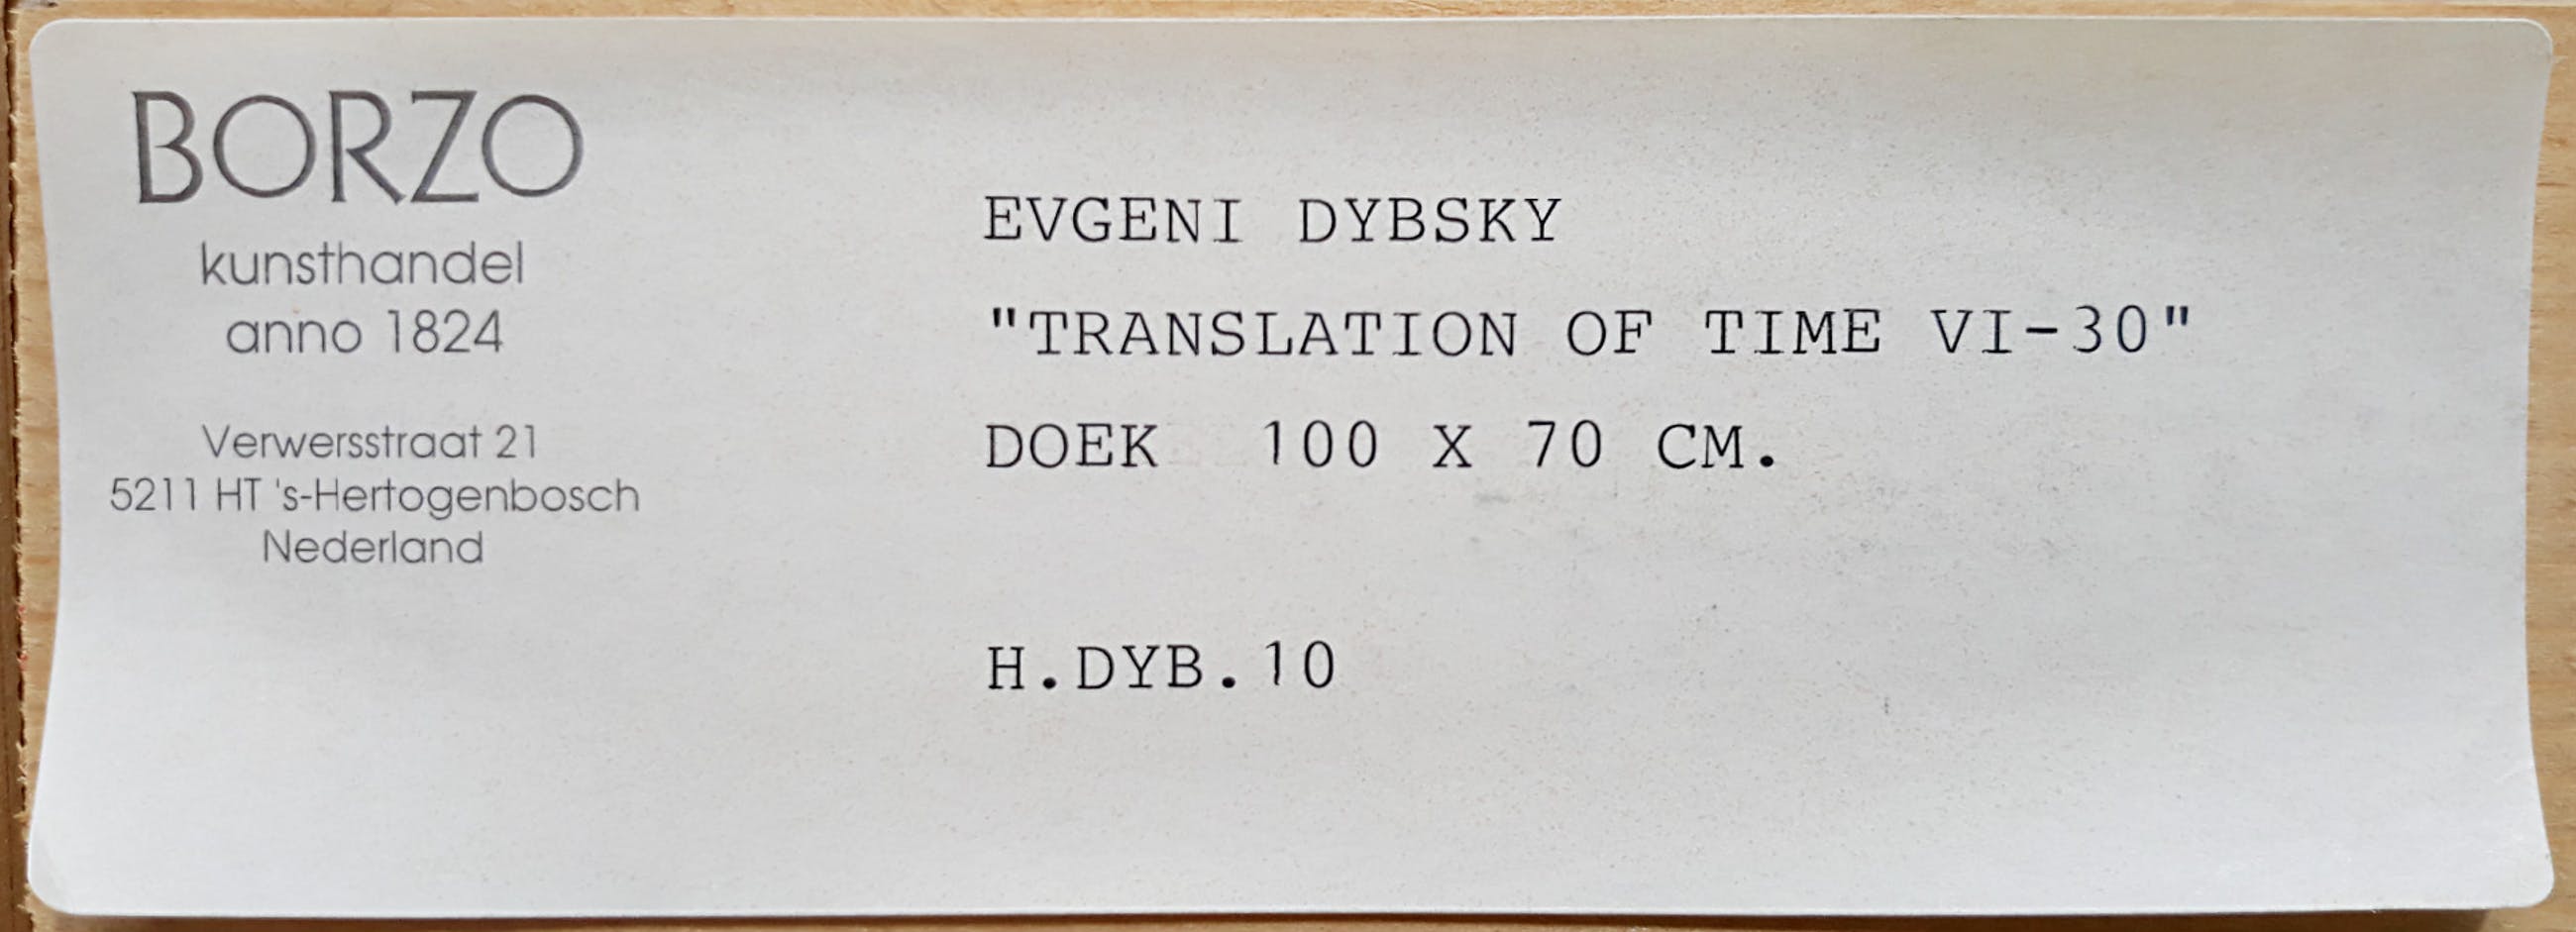 BORZO
kunsthandel
anno 1824
Verwersstraat 21
5211 HT 's-Hertogenbosch
Nederland
EVGENI DYBSKY
"TRANSLATION OF TIME VI-30"
DOEK 100 X 70 CM.
H.DYB.10